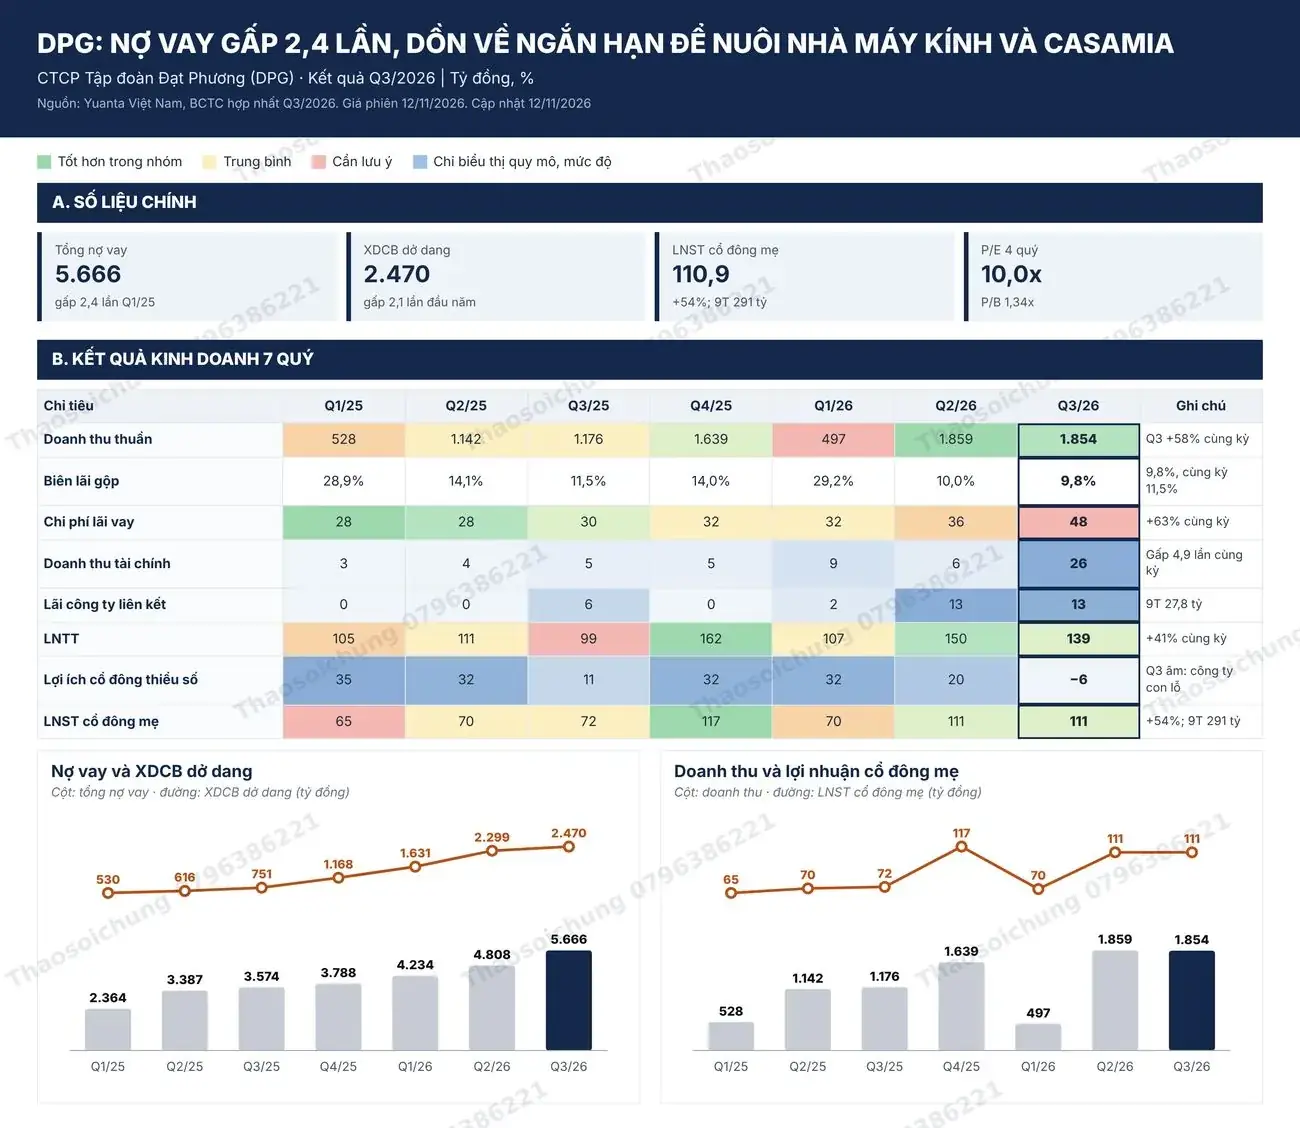 DPG: NỢ VAY GẤP 2,4 LẦN, DỒN VỀ NGẮN HẠN ĐỂ NUÔI NHÀ MÁY KÍNH VÀ CASAMIA
CTCP Tập đoàn Đạt Phương (DPG) · Kết quả Q3/2026 | Tỷ đồng, %
Nguồn: Yuanta Việt Nam, BCTC hợp nhất Q3/2026. Giá phiên 12/11/2026. Cập nhật 12/11/2026
Tốt hơn trong nhóm Trung bình Cần lưu ý Chỉ biểu thị quy mô, mức độ
A. SỐ LIỆU CHÍNH
Tổng nợ vay
5.666
gấp 2,4 lần Q1/25
XDCB dở dang
2.470
gấp 2,1 lần đầu năm
LNST cổ đông mẹ
110,9
+54%; 9T 291 tỷ
P/E 4 quý
10,0x
P/B 1,34x
B. KẾT QUẢ KINH DOANH 7 QUÝ
Chỉ tiêu Q1/25 Q2/25 Q3/25 Q4/25 Q1/26 Q2/26 Q3/26 Ghi chú
Doanh thu thuần 528 1.142 1.176 1.639 497 1.859 1.854 Q3 +58% cùng kỳ
Biên lãi gộp 28,9% 14,1% 11,5% 14,0% 29,2% 10,0% 9,8% 9,8%, cùng kỳ
11,5%
Chi phí lãi vay 28 28 30 32 32 36 48 +63% cùng kỳ
Doanh thu tài chính 3 4 5 5 9 6 26 Gấp 4,9 lần cùng
kỳ
Lãi công ty liên kết 0 0 6 0 2 13 13 9T 27,8 tỷ
LNTT 105 111 99 162 107 150 139 +41% cùng kỳ
Lợi ích cổ đông thiểu số 35 32 11 32 32 20 −6 Q3 âm: công ty
con lỗ
LNST cổ đông mẹ 65 70 72 117 70 111 111 +54%; 9T 291 tỷ
Nợ vay và XDCB dở dang
Cột: tổng nợ vay · đường: XDCB dở dang (tỷ đồng)
530 616 751 1.168 1.631 2.299 2.470
2.364 3.387 3.574 3.788 4.234 4.808 5.666
Q1/25 Q2/25 Q3/25 Q4/25 Q1/26 Q2/26 Q3/26
Doanh thu và lợi nhuận cổ đông mẹ
Cột: doanh thu · đường: LNST cổ đông mẹ (tỷ đồng)
65 70 72 117 70 111 111
528 1.142 1.176 1.639 497 1.859 1.854
Q1/25 Q2/25 Q3/25 Q4/25 Q1/26 Q2/26 Q3/26
Thaosoichung 0796386221